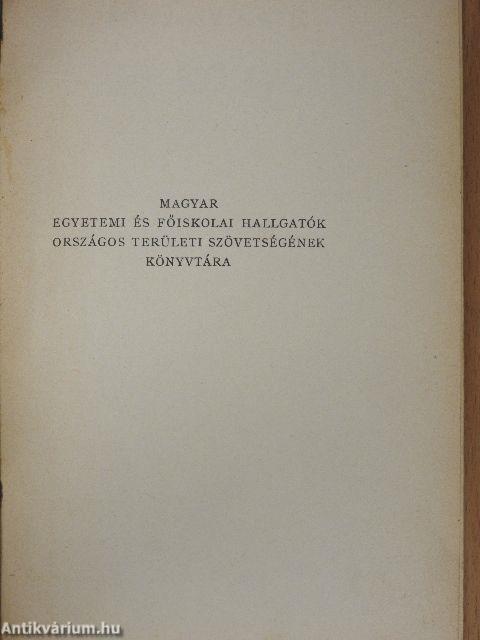 MAGYAR
EGYETEMI ÉS FŐISKOLAI HALLGATÓK
ORSZÁGOS TERÜLETI SZÖVETSÉGÉNEK
KÖNYVTÁRA
Antikvárium.hu